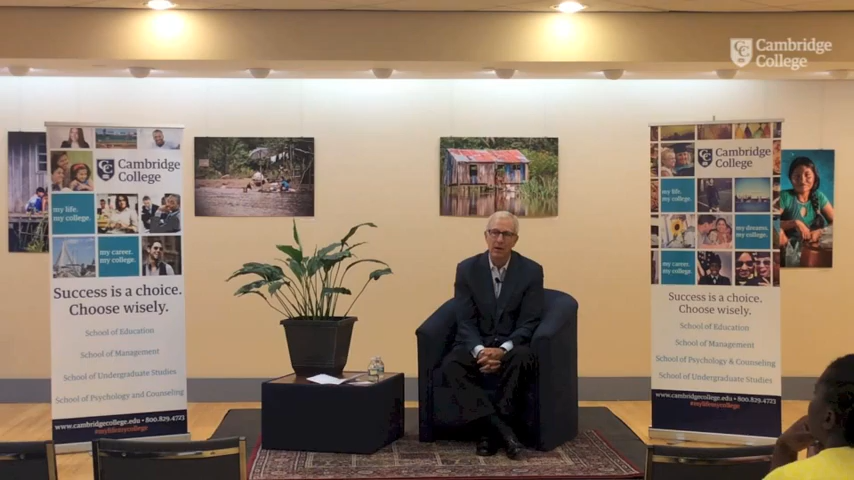 Cambridge
College
Cambridge
College
my life.
my college.
my career.
my college.
Success is a choice.
Choose wisely.
School of Education
School of Management
School of Undergraduate Studies
School of Psychology and Counseling
www.cambridgecollege.edu • 800.829.4723
#mylifemycollege
Cambridge
College
my life.
my college.
my dreams.
my college.
my career.
my college.
Success is a choice.
Choose wisely.
School of Education
School of Management
School of Psychology & Counseling
School of Undergraduate Studies
www.cambridgecollege.edu • 800.829.4723
#mylifemycollege